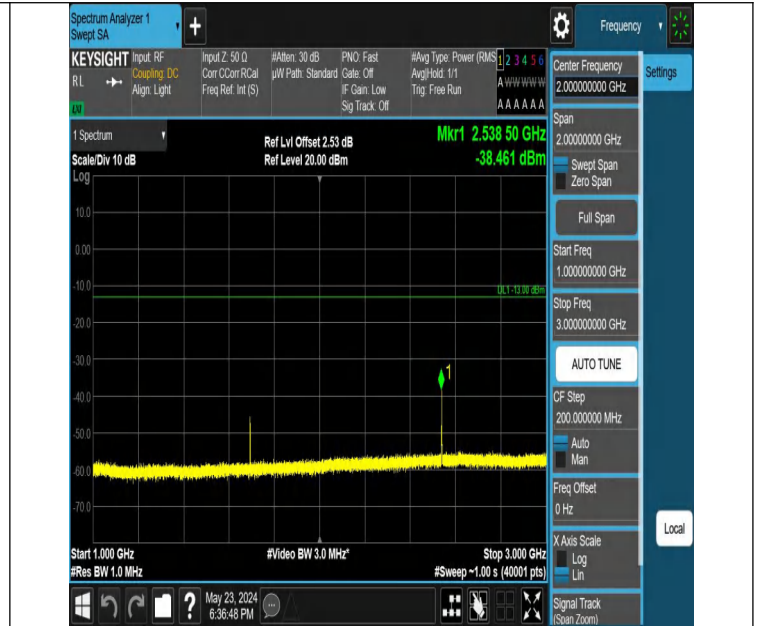 Spectrum Analyzer 1
Swept SA
+
Frequency
KEYSIGHT
RL
LXI
Input: RF
Coupling: DC
Align: Light
Input Z: 50 Ω
Corr CCorr RCal
Freq Ref: Int (S)
#Atten: 30 dB
µW Path: Standard
PNO: Fast
Gate: Off
IF Gain: Low
Sig Track: Off
#Avg Type: Power (RMS
Avg|Hold: 1/1
Trig: Free Run
1 2 3 4 5 6
A W W W W W
A A A A A A
1 Spectrum
Scale/Div 10 dB
Log
Ref Lvl Offset 2.53 dB
Ref Level 20.00 dBm
Mkr1 2.538 50 GHz
-38.461 dBm
10.0
0.00
-10.0
DL1 -13.00 dBm
-20.0
-30.0
1
-40.0
-50.0
-60.0
-70.0
Start 1.000 GHz
#Res BW 1.0 MHz
#Video BW 3.0 MHz*
Stop 3.000 GHz
#Sweep ~1.00 s (40001 pts)
Center Frequency
2.000000000 GHz
Settings
Span
2.00000000 GHz
Swept Span
Zero Span
Full Span
Start Freq
1.000000000 GHz
Stop Freq
3.000000000 GHz
AUTO TUNE
CF Step
200.000000 MHz
Auto
Man
Freq Offset
0 Hz
X Axis Scale
Log
Lin
Local
Signal Track
(Span Zoom)
?
May 23, 2024
6:36:48 PM